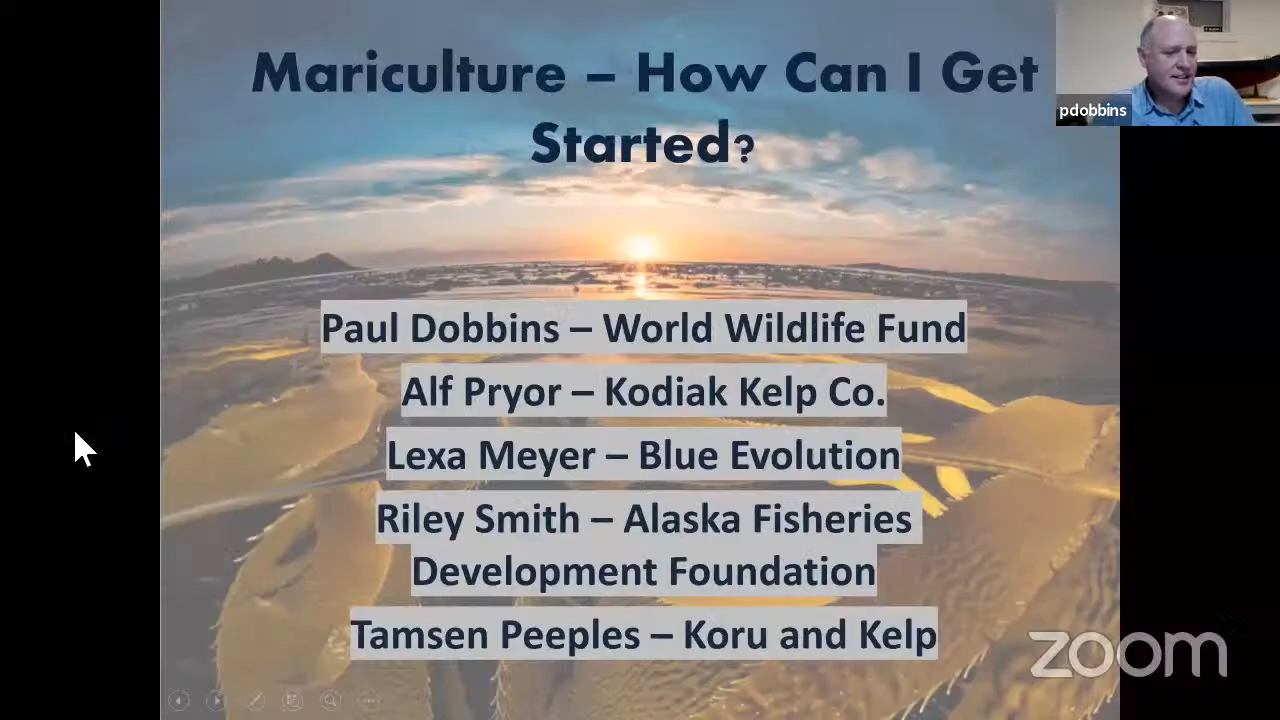 Mariculture – How Can I Get
Started?
pdobbins
Paul Dobbins – World Wildlife Fund
Alf Pryor – Kodiak Kelp Co.
Lexa Meyer – Blue Evolution
Riley Smith – Alaska Fisheries
Development Foundation
Tamsen Peeples – Koru and Kelp
zoom